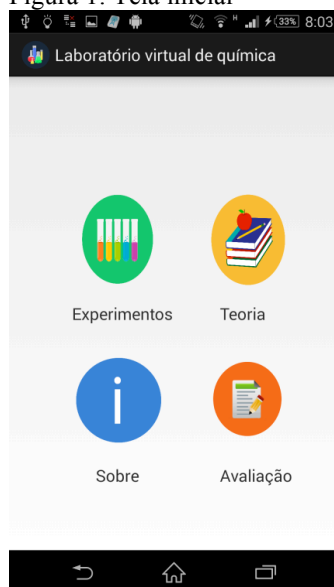 Figura 1. Tela inicial
33% 8:03
Laboratório virtual de química
Experimentos Teoria
Sobre Avaliação